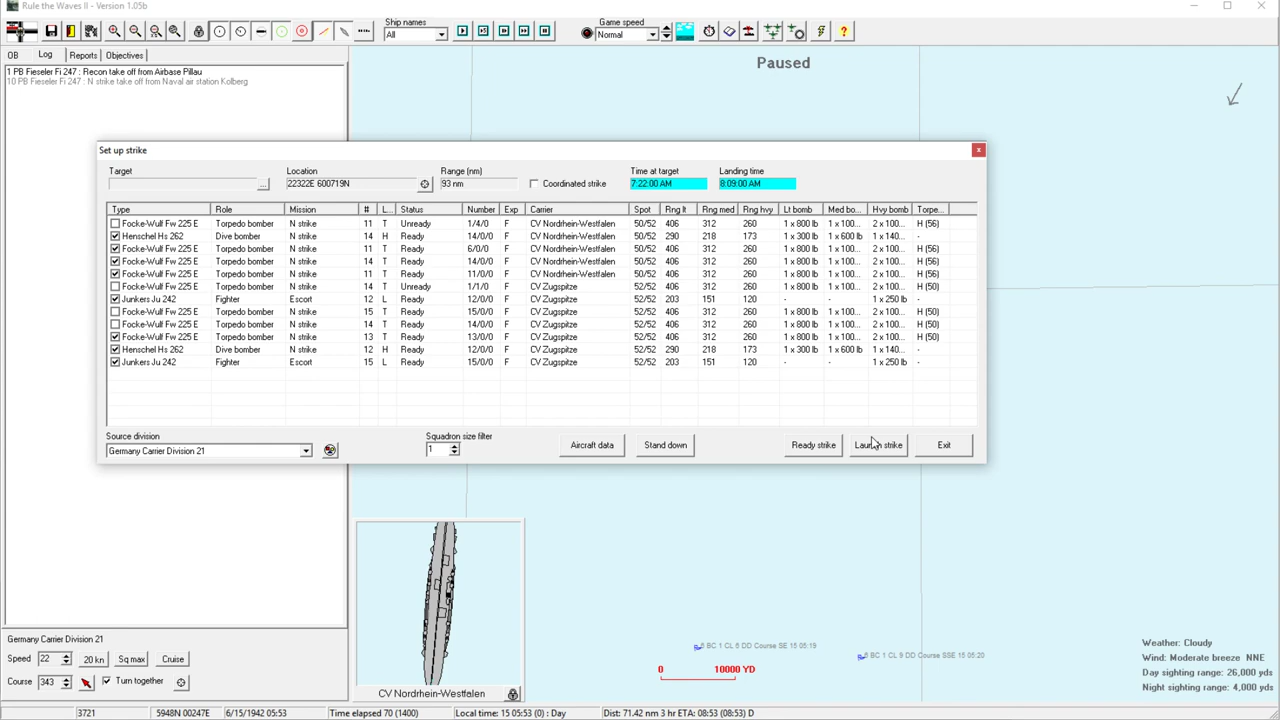 Rule the Waves II - Version 1.05b
Ship names
All
Game speed
Normal
OB Log Reports Objectives
1 PB Fieseler Fi 247 : Recon take off from Airbase Pillau
10 PB Fieseler Fi 247 : N strike take off from Naval air station Kolberg
Paused
Set up strike
Target Location Range (nm) Time at target Landing time
... 22322E 600719N 93 nm Coordinated strike 7:22:00 AM 8:09:00 AM
Type Role Mission # L... Status Number Exp Carrier Spot Rng lt Rng med Rng hvy Lt bomb Med bo... Hvy bomb Torpe...
Focke-Wulf Fw 225 E Torpedo bomber N strike 11 T Unready 1/4/0 F CV Nordrhein-Westfalen 50/52 406 312 260 1 x 800 lb 1 x 100... 2 x 100... H (56)
Henschel Hs 262 Dive bomber N strike 14 H Ready 14/0/0 F CV Nordrhein-Westfalen 50/52 290 218 173 1 x 300 lb 1 x 600 lb 1 x 140... -
Focke-Wulf Fw 225 E Torpedo bomber N strike 11 T Ready 6/0/0 F CV Nordrhein-Westfalen 50/52 406 312 260 1 x 800 lb 1 x 100... 2 x 100... H (56)
Focke-Wulf Fw 225 E Torpedo bomber N strike 14 T Ready 14/0/0 F CV Nordrhein-Westfalen 50/52 406 312 260 1 x 800 lb 1 x 100... 2 x 100... H (56)
Focke-Wulf Fw 225 E Torpedo bomber N strike 11 T Ready 11/0/0 F CV Nordrhein-Westfalen 50/52 406 312 260 1 x 800 lb 1 x 100... 2 x 100... H (56)
Focke-Wulf Fw 225 E Torpedo bomber N strike 14 T Unready 1/1/0 F CV Zugspitze 52/52 406 312 260 1 x 800 lb 1 x 100... 2 x 100... H (50)
Junkers Ju 242 Fighter Escort 12 L Ready 12/0/0 F CV Zugspitze 52/52 203 151 120 - - 1 x 250 lb -
Focke-Wulf Fw 225 E Torpedo bomber N strike 15 T Ready 15/0/0 F CV Zugspitze 52/52 406 312 260 1 x 800 lb 1 x 100... 2 x 100... H (50)
Focke-Wulf Fw 225 E Torpedo bomber N strike 14 T Ready 14/0/0 F CV Zugspitze 52/52 406 312 260 1 x 800 lb 1 x 100... 2 x 100... H (50)
Focke-Wulf Fw 225 E Torpedo bomber N strike 13 T Ready 13/0/0 F CV Zugspitze 52/52 406 312 260 1 x 800 lb 1 x 100... 2 x 100... H (50)
Henschel Hs 262 Dive bomber N strike 12 H Ready 12/0/0 F CV Zugspitze 52/52 290 218 173 1 x 300 lb 1 x 600 lb 1 x 140... -
Junkers Ju 242 Fighter Escort 15 L Ready 15/0/0 F CV Zugspitze 52/52 203 151 120 - - 1 x 250 lb -
Source division Squadron size filter
Germany Carrier Division 21 1 Aircraft data Stand down Ready strike Launch strike Exit
Germany Carrier Division 21
Speed 22 20 kn Sq max Cruise
Course 343 Turn together
CV Nordrhein-Westfalen
6 BC 1 CL 6 DD Course SE 15 05:19
6 BC 1 CL 9 DD Course SSE 15 05:20
0 10000 YD
Weather: Cloudy
Wind: Moderate breeze NNE
Day sighting range: 26,000 yds
Night sighting range: 4,000 yds
3721 5948N 00247E 6/15/1942 05:53 Time elapsed 70 (1400) Local time: 15 05:53 (0) : Day Dist: 71.42 nm 3 hr ETA: 08:53 (08:53) D